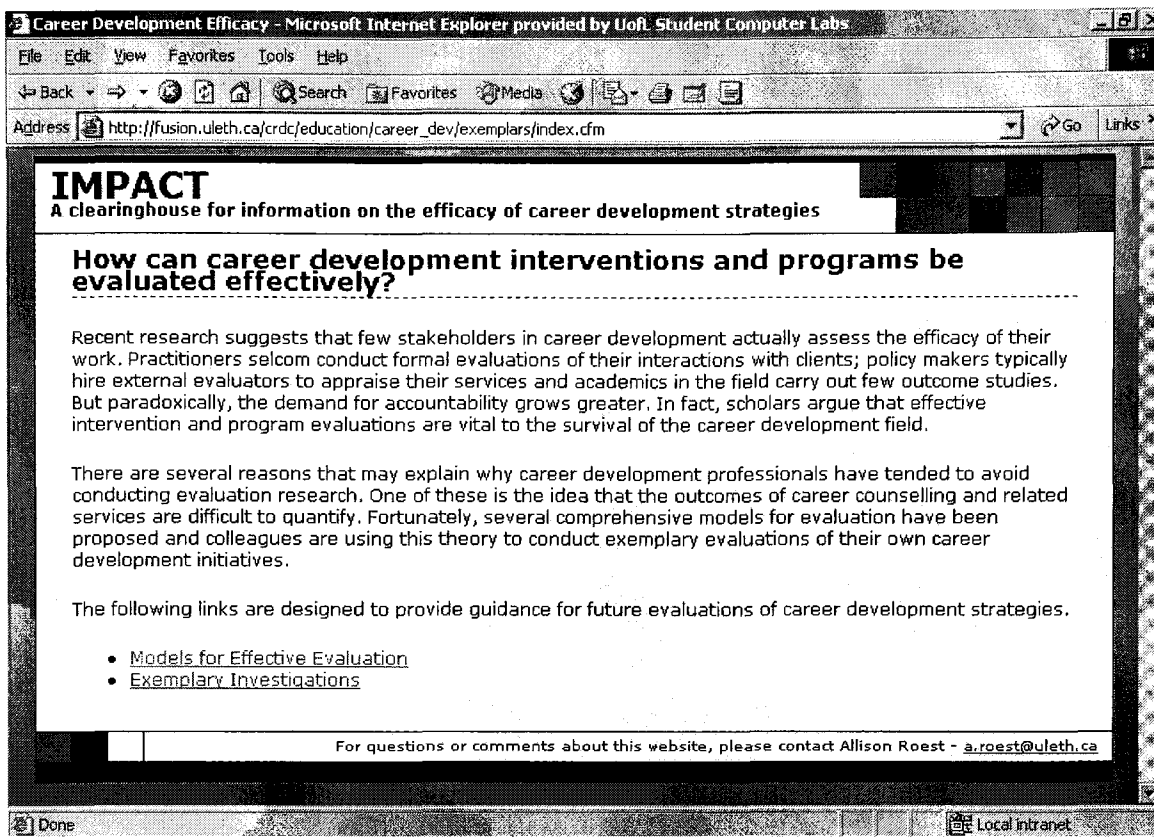 Career Development Efficacy - Microsoft Internet Explorer provided by UofL Student Computer Labs
File Edit View Favorites Tools Help
Back Search Favorites Media
Address http://fusion.uleth.ca/crdc/education/career_dev/exemplars/index.cfm Go Links
IMPACT
A clearinghouse for information on the efficacy of career development strategies
How can career development interventions and programs be
evaluated effectively?
Recent research suggests that few stakeholders in career development actually assess the efficacy of their
work. Practitioners selcom conduct formal evaluations of their interactions with clients; policy makers typically
hire external evaluators to appraise their services and academics in the field carry out few outcome studies.
But paradoxically, the demand for accountability grows greater. In fact, scholars argue that effective
intervention and program evaluations are vital to the survival of the career development field.
There are several reasons that may explain why career development professionals have tended to avoid
conducting evaluation research. One of these is the idea that the outcomes of career counselling and related
services are difficult to quantify. Fortunately, several comprehensive models for evaluation have been
proposed and colleagues are using this theory to conduct exemplary evaluations of their own career
development initiatives.
The following links are designed to provide guidance for future evaluations of career development strategies.
• Models for Effective Evaluation
• Exemplary Investigations
For questions or comments about this website, please contact Allison Roest - a.roest@uleth.ca
Done Local intranet